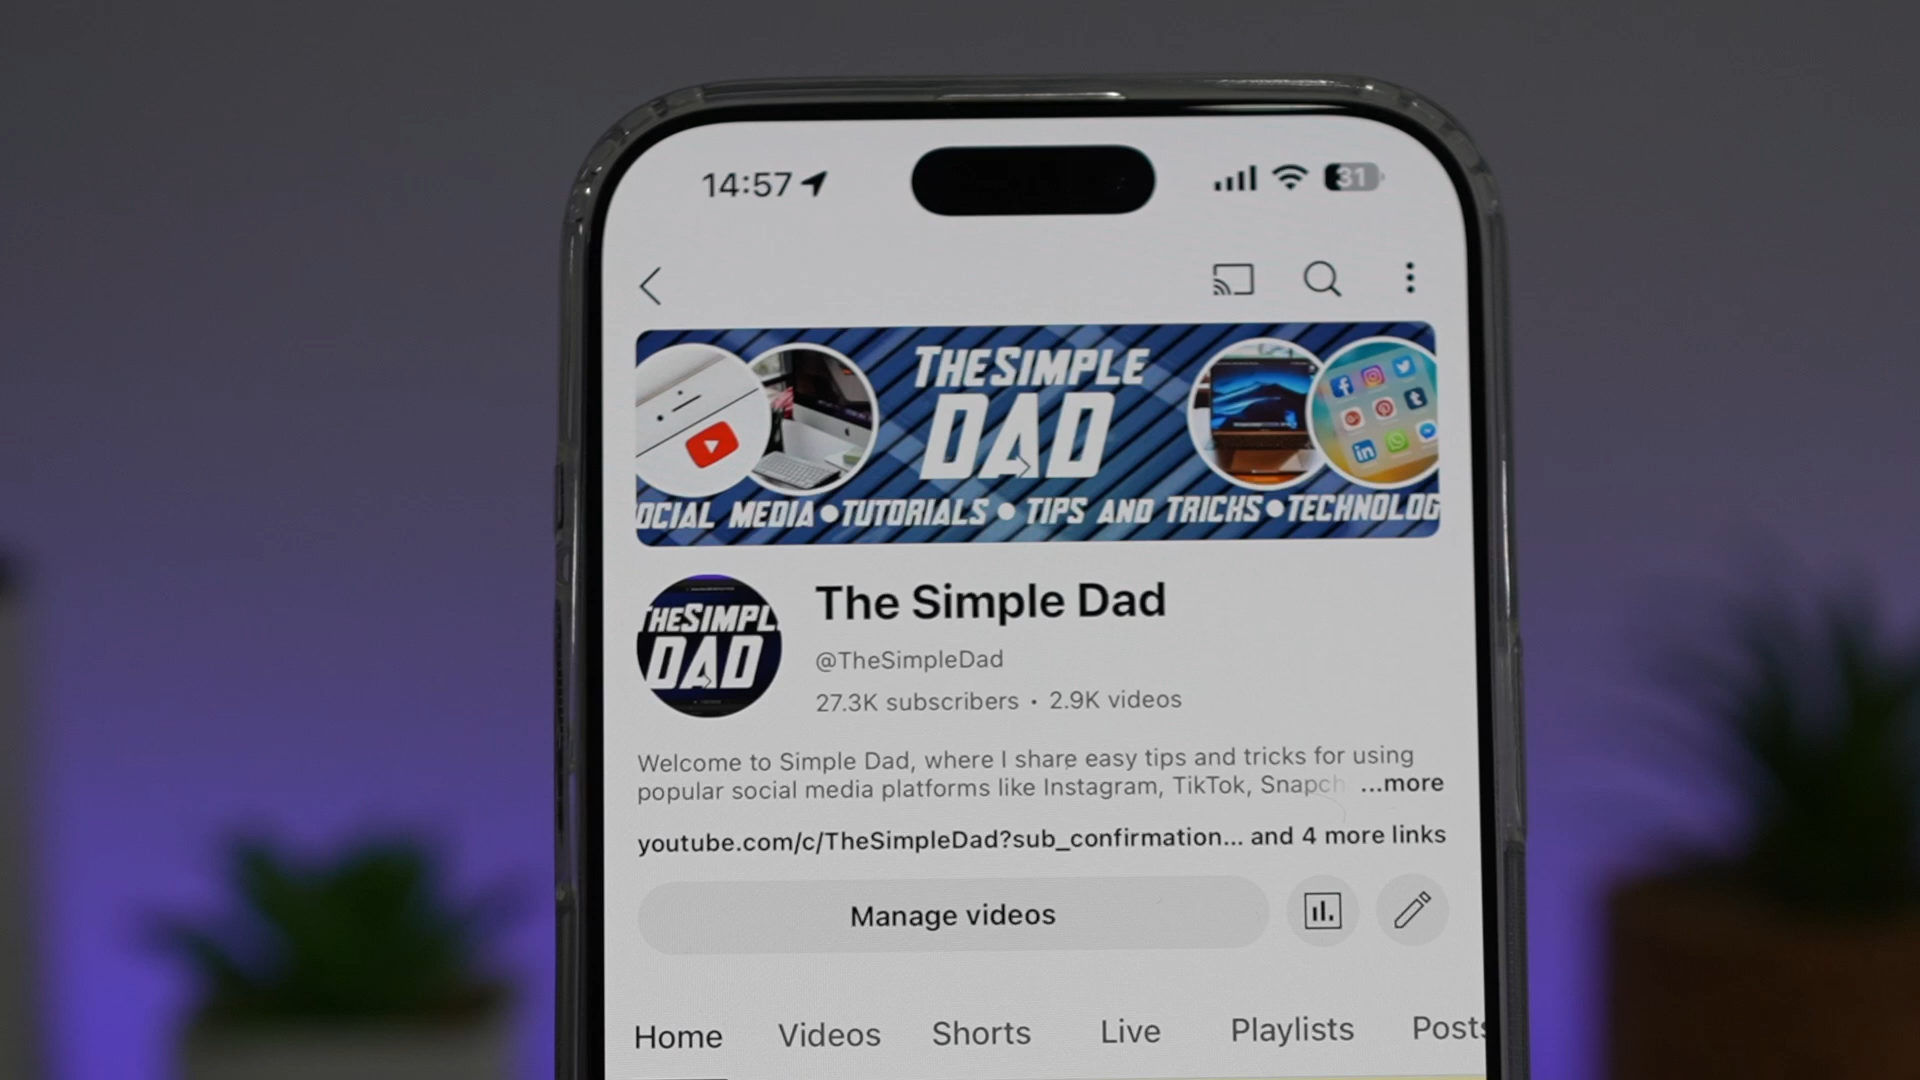 14:57
31
THE SIMPLE
DAD
OCIAL MEDIA ● TUTORIALS ● TIPS AND TRICKS ● TECHNOLOG
THESIMPL
DAD
The Simple Dad
@TheSimpleDad
27.3K subscribers • 2.9K videos
Welcome to Simple Dad, where I share easy tips and tricks for using
popular social media platforms like Instagram, TikTok, Snapch ...more
youtube.com/c/TheSimpleDad?sub_confirmation... and 4 more links
Manage videos
Home Videos Shorts Live Playlists Posts